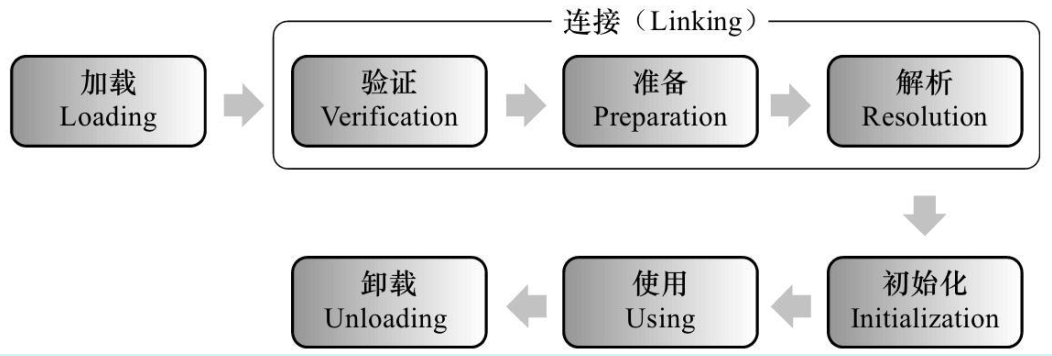 连接（Linking）
加载
Loading
验证
Verification
准备
Preparation
解析
Resolution
初始化
Initialization
使用
Using
卸载
Unloading